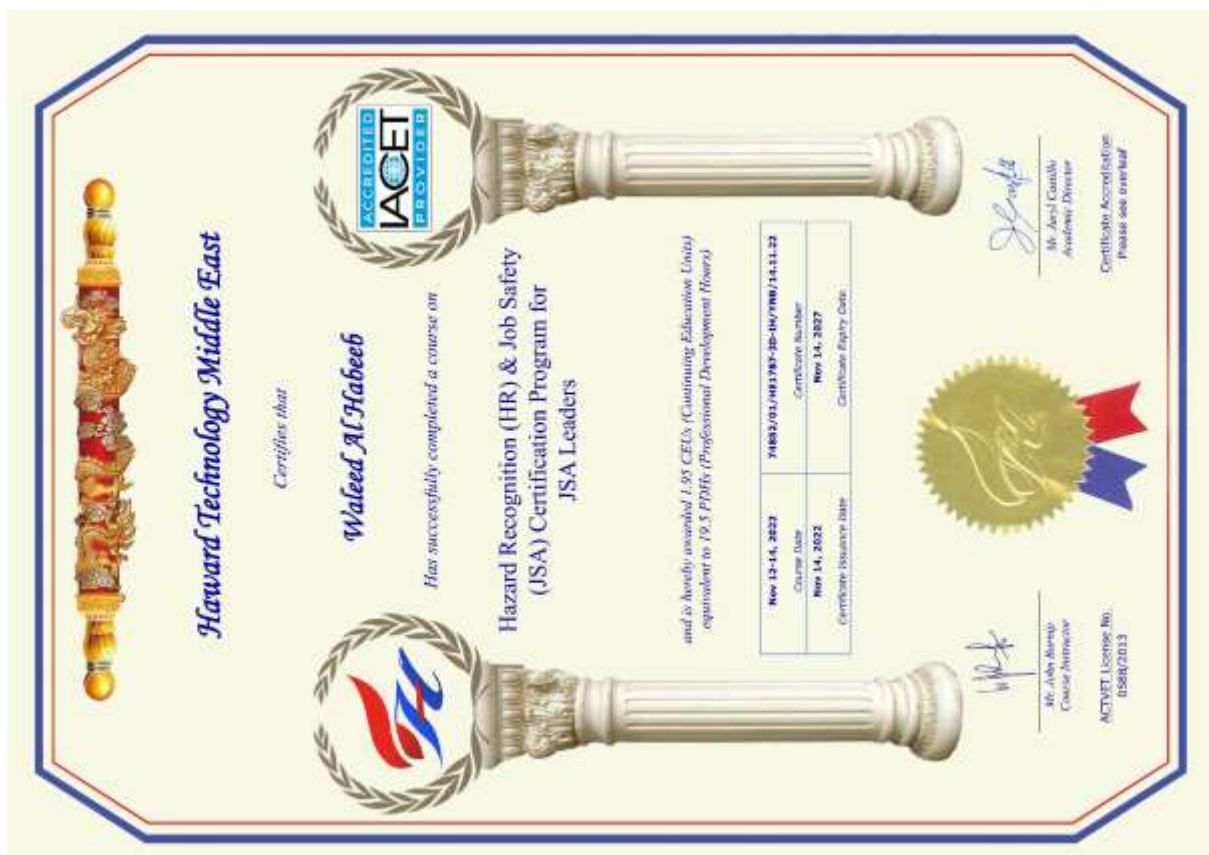 ACCREDITED
IACET
PROVIDER
Haward Technology Middle East
Certifies that
Waleed Al Habeeb
Has successfully completed a course on
Hazard Recognition (HR) & Job Safety
(JSA) Certification Program for
JSA Leaders
and is hereby awarded 1.95 CEUs (Continuing Education Units)
equivalent to 19.5 PDHs (Professional Development Hours)
Nov 12-14, 2022
Course Date
Certificate Number
Nov 14, 2022
Nov 14, 2027
Certificate Issuance Date
Certificate Expiry Date
Course Instructor
Academic Director
ACTVET License No.
0588/2013
Certificate Accreditation
Please see overleaf